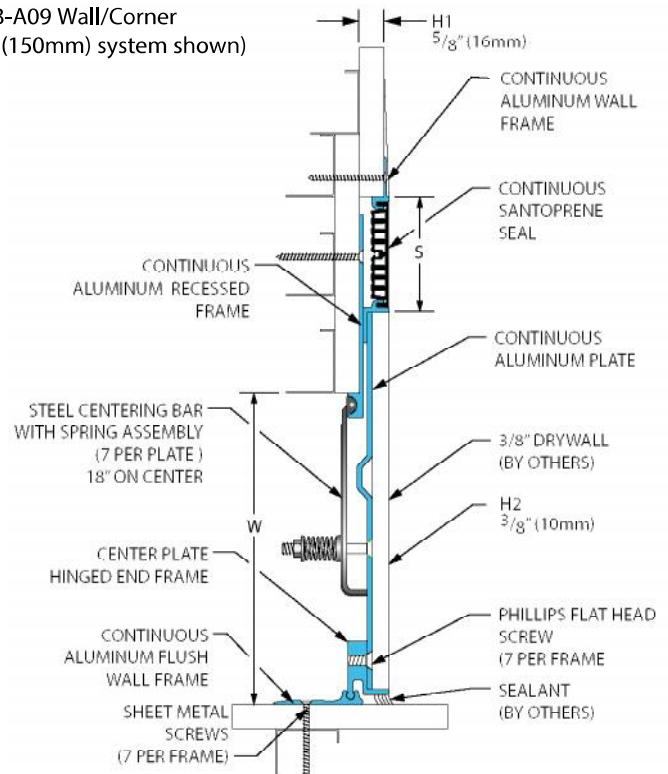 3-A09 Wall/Corner
(150mm) system shown)
H1
5/8" (16mm)
CONTINUOUS
ALUMINUM WALL
FRAME
CONTINUOUS
SANTOPRENE
SEAL
S
CONTINUOUS
ALUMINUM RECESSED
FRAME
CONTINUOUS
ALUMINUM PLATE
STEEL CENTERING BAR
WITH SPRING ASSEMBLY
(7 PER PLATE )
18" ON CENTER
3/8" DRYWALL
(BY OTHERS)
W
H2
3/8" (10mm)
CENTER PLATE
HINGED END FRAME
PHILLIPS FLAT HEAD
SCREW
(7 PER FRAME
CONTINUOUS
ALUMINUM FLUSH
WALL FRAME
SEALANT
(BY OTHERS)
SHEET METAL
SCREWS
(7 PER FRAME)